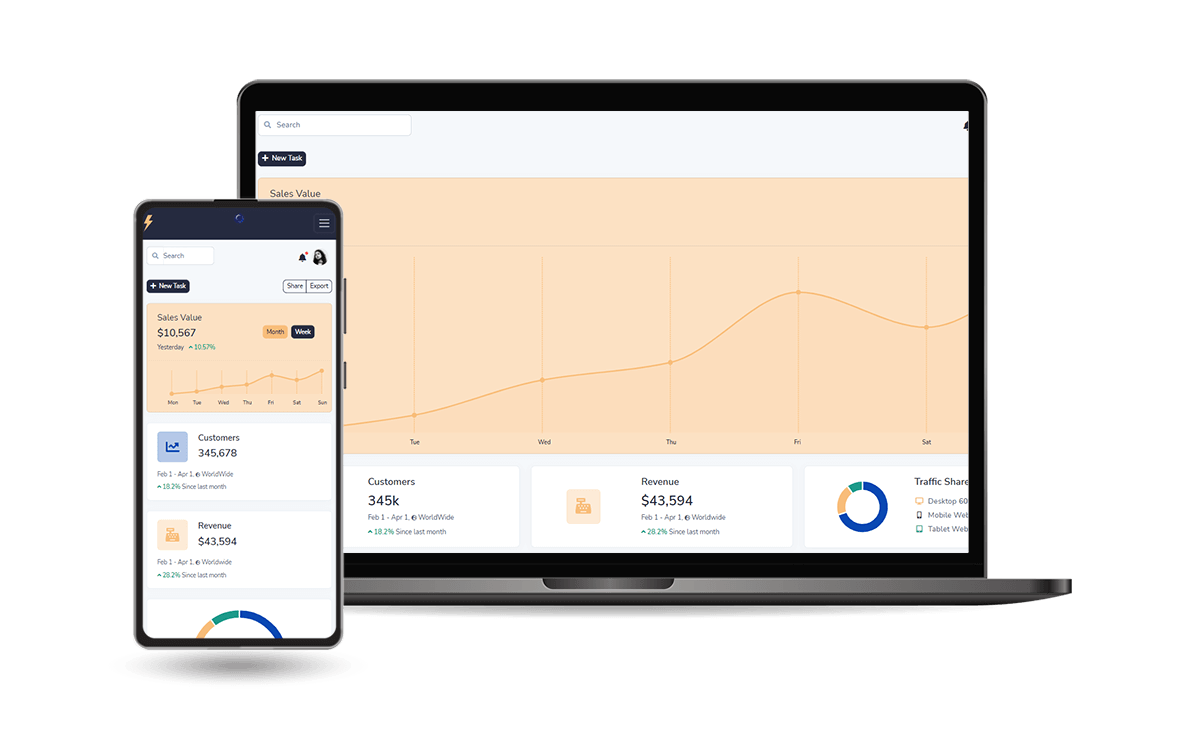 Search
New Task
Sales Value
Tue
Wed
Thu
Fri
Sat
Customers
345k
Feb 1 - Apr 1, WorldWide
18.2% Since last month
Revenue
$43,594
Feb 1 - Apr 1, Worldwide
28.2% Since last month
Traffic Share
Desktop 60
Mobile Web
Tablet Web
Search
New Task
Share
Export
Sales Value
$10,567
Month
Week
Yesterday 10.57%
Mon Tue Wed Thu Fri Sat Sun
Customers
345,678
Feb 1 - Apr 1, WorldWide
18.2% Since last month
Revenue
$43,594
Feb 1 - Apr 1, Worldwide
28.2% Since last month